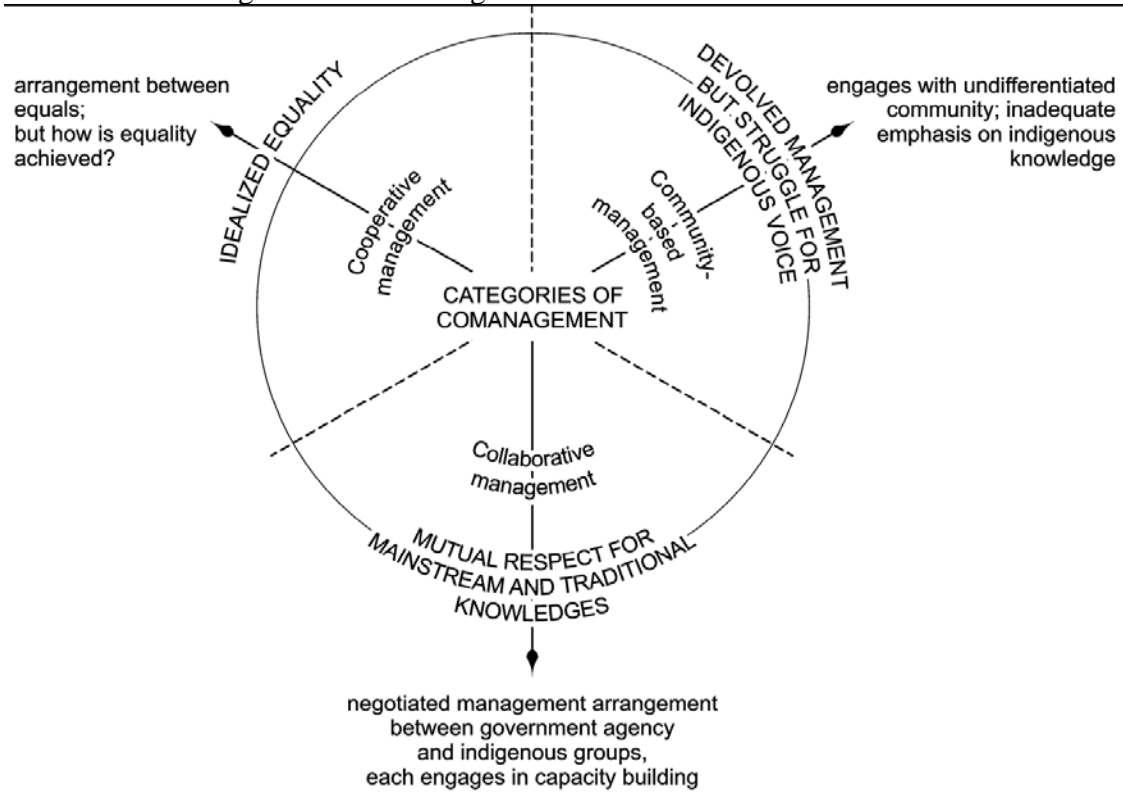 arrangement between
equals;
but how is equality
achieved?
IDEALIZED EQUALITY
Cooperative
management
DEVOLVED MANAGEMENT
BUT STRUGGLE FOR
INDIGENOUS VOICE
engages with undifferentiated
community; inadequate
emphasis on indigenous
knowledge
Community-
based
management
CATEGORIES OF
COMANAGEMENT
Collaborative
management
MUTUAL RESPECT FOR
MAINSTREAM AND TRADITIONAL
KNOWLEDGES
negotiated management arrangement
between government agency
and indigenous groups,
each engages in capacity building